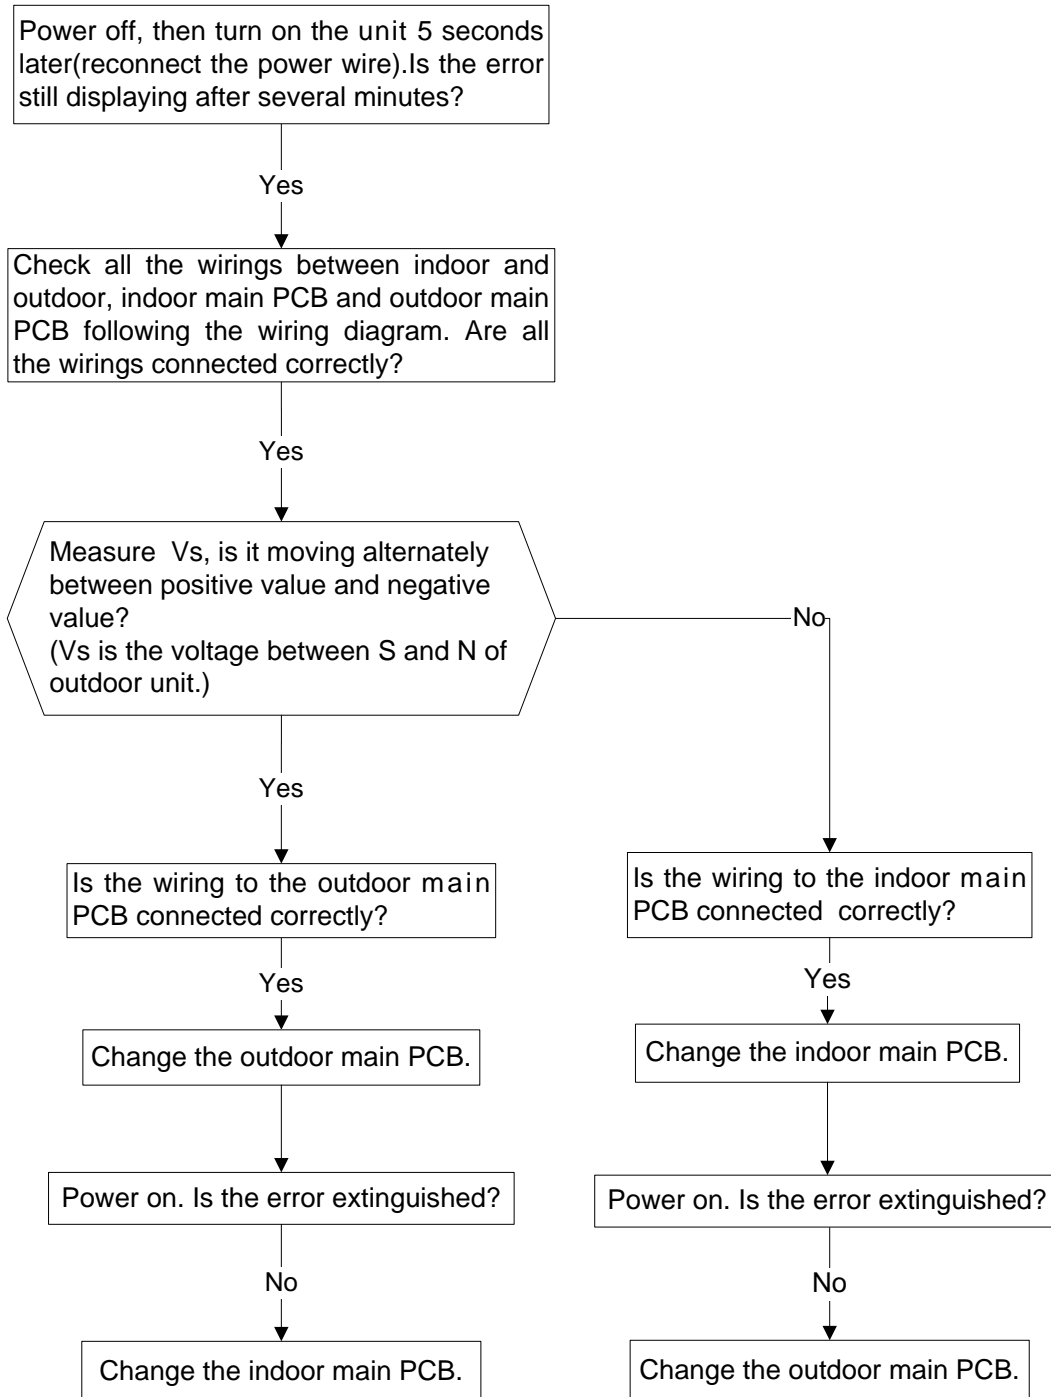 Power off, then turn on the unit 5 seconds
later(reconnect the power wire).Is the error
still displaying after several minutes?
Yes
Check all the wirings between indoor and
outdoor, indoor main PCB and outdoor main
PCB following the wiring diagram. Are all
the wirings connected correctly?
Yes
Measure Vs, is it moving alternately
between positive value and negative
value?
(Vs is the voltage between S and N of
outdoor unit.)
No
Yes
Is the wiring to the outdoor main
PCB connected correctly?
Yes
Change the outdoor main PCB.
Power on. Is the error extinguished?
No
Change the indoor main PCB.
Is the wiring to the indoor main
PCB connected correctly?
Yes
Change the indoor main PCB.
Power on. Is the error extinguished?
No
Change the outdoor main PCB.